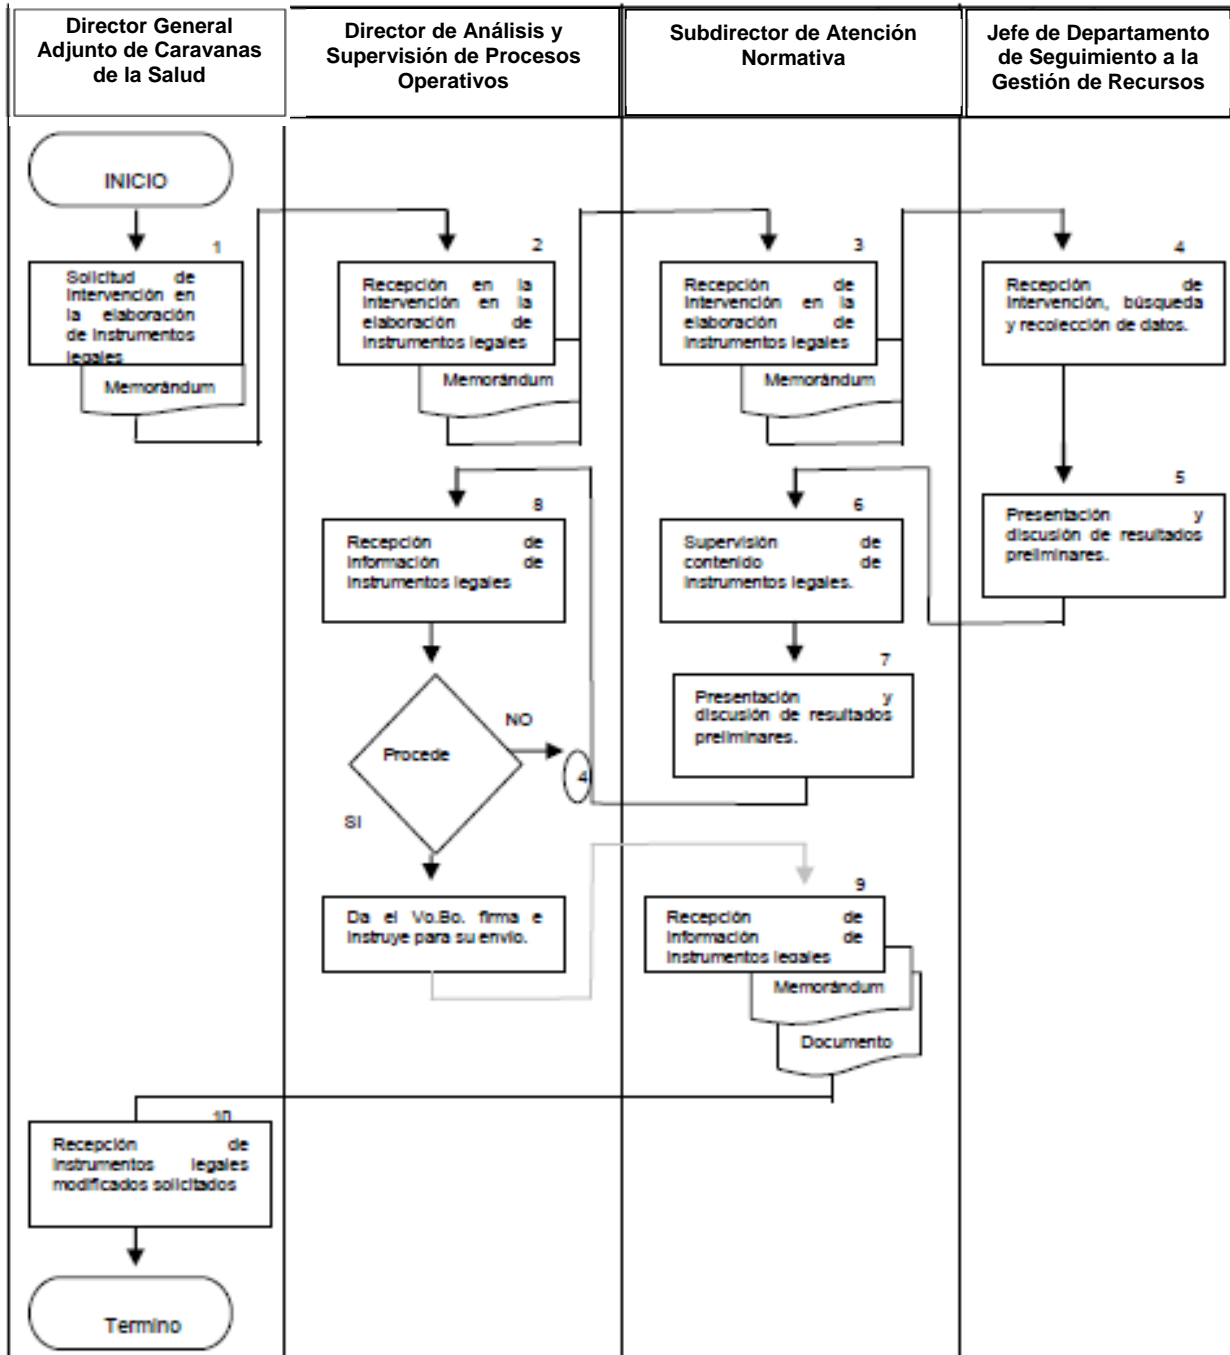 Director General
Adjunto de Caravanas
de la Salud
Director de Análisis y
Supervisión de Procesos
Operativos
Subdirector de Atención
Normativa
Jefe de Departamento
de Seguimiento a la
Gestión de Recursos
INICIO
1
Solicitud de
Intervención en
la elaboración
de Instrumentos
legales
Memorándum
2
Recepción en la
Intervención en la
elaboración de
Instrumentos legales
Memorándum
3
Recepción de
Intervención en la
elaboración de
Instrumentos legales
Memorándum
4
Recepción de
Intervención, búsqueda
y recolección de datos.
5
Presentación y
discusión de resultados
preliminares.
6
Supervisión de
contenido de
Instrumentos legales.
7
Presentación y
discusión de resultados
preliminares.
8
Recepción de
Información de
Instrumentos legales
Procede
NO
4
SI
Da el Vo.Bo. firma e
Instruye para su envío.
9
Recepción de
Información de
Instrumentos legales
Memorándum
Documento
10
Recepción de
Instrumentos legales
modificados solicitados
Termino